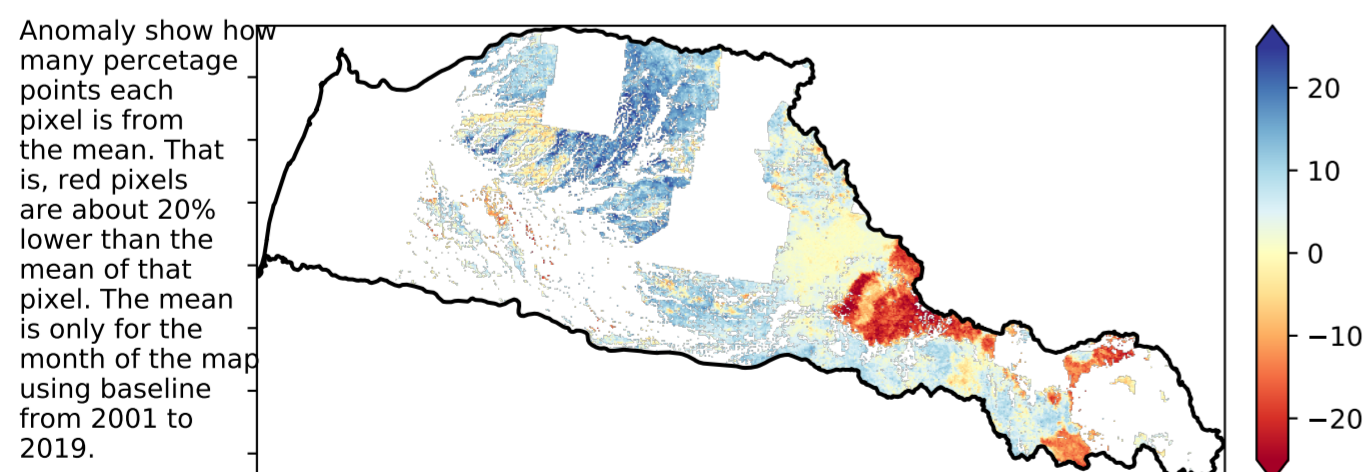 Anomaly show how
many percetage
points each
pixel is from
the mean. That
is, red pixels
are about 20%
lower than the
mean of that
pixel. The mean
is only for the
month of the map
using baseline
from 2001 to
2019.
20
10
0
−10
−20